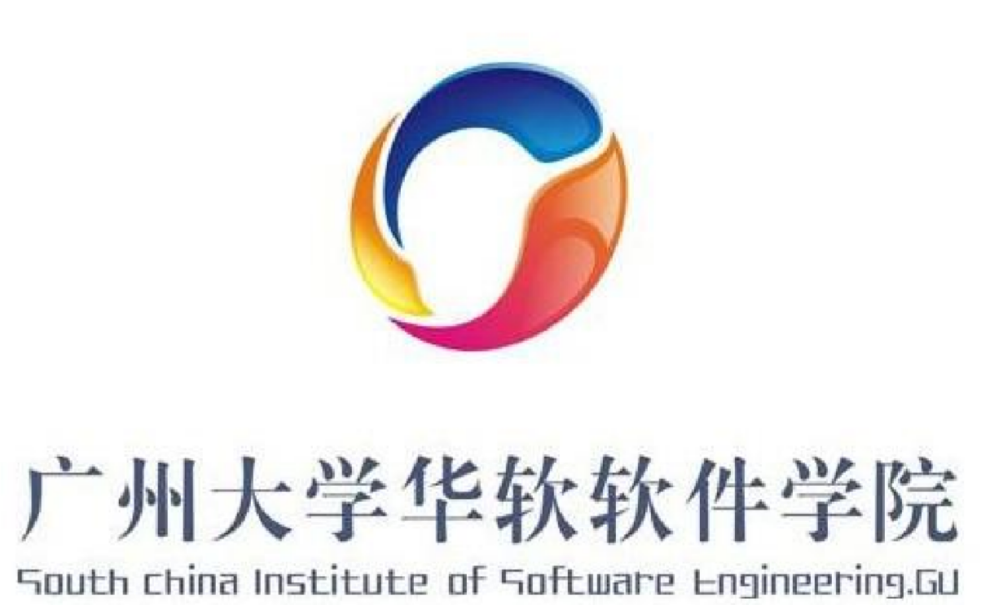 广州大学华软软件学院
South china Institute of Software Engineering.GU